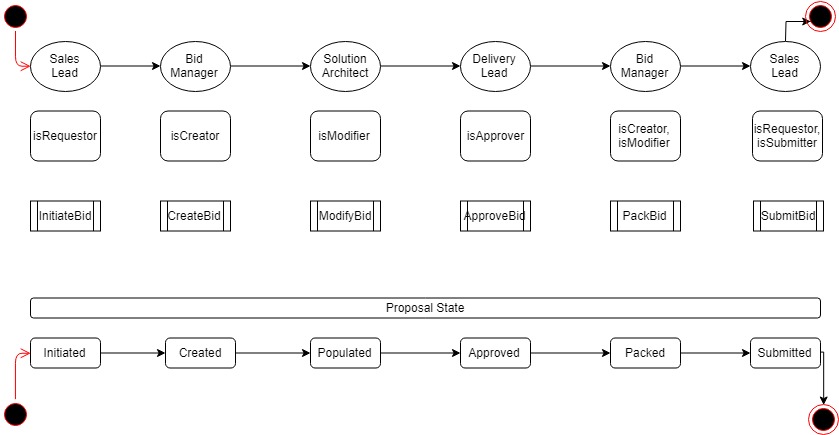 Sales
Lead
Bid
Manager
Solution
Architect
Delivery
Lead
Bid
Manager
Sales
Lead
isRequestor
isCreator
isModifier
isApprover
isCreator,
isModifier
isRequestor,
isSubmitter
InitiateBid
CreateBid
ModifyBid
ApproveBid
PackBid
SubmitBid
Proposal State
Initiated
Created
Populated
Approved
Packed
Submitted